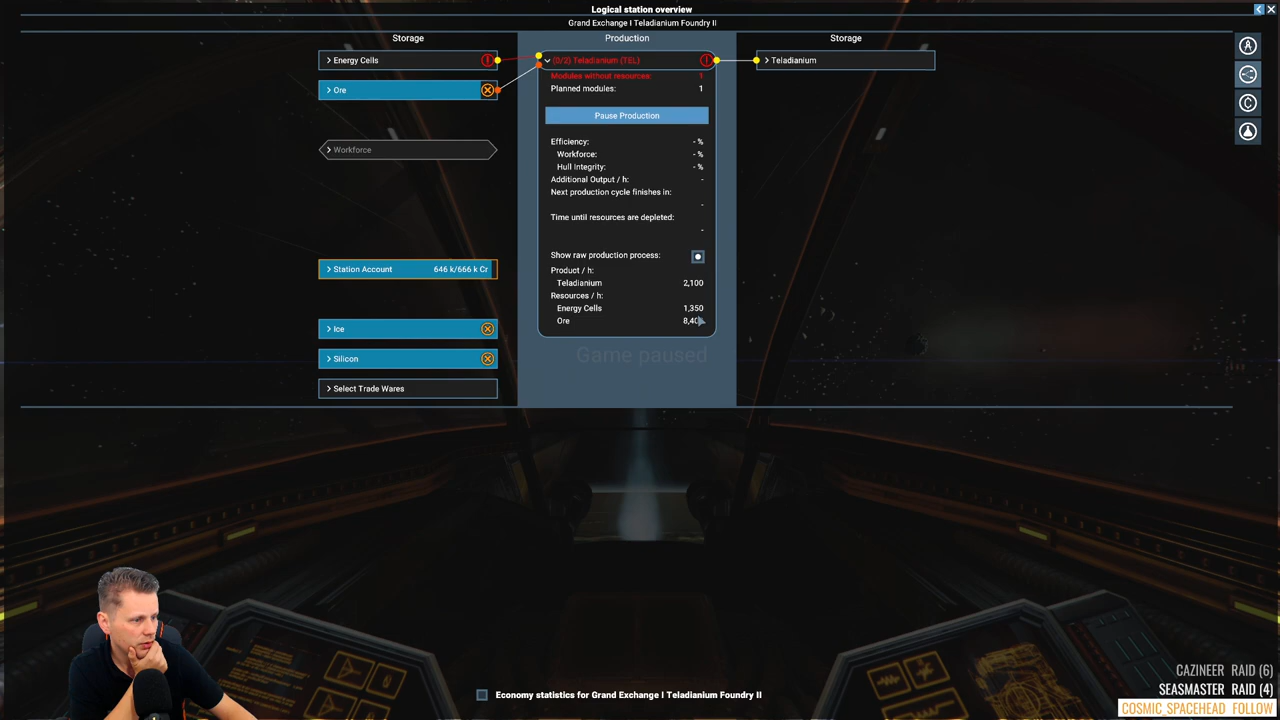 Logical station overview
Grand Exchange I Teladianium Foundry II
Storage
Production
Storage
Energy Cells
(0/2) Teladianium (TEL)
Teladianium
Modules without resources: 1
Ore
Planned modules: 1
Pause Production
Efficiency: - %
Workforce
Workforce: - %
Hull Integrity: - %
Additional Output / h: -
Next production cycle finishes in:
-
Time until resources are depleted:
-
Show raw production process:
Station Account 646 k/666 k Cr
Product / h:
Teladianium 2,100
Resources / h:
Energy Cells 1,350
Ore
Ice
Game paused
Silicon
Select Trade Wares
Economy statistics for Grand Exchange I Teladianium Foundry II
CAZINEER RAID (6)
SEASMASTER RAID (4)
COSMIC_SPACEHEAD FOLLOW